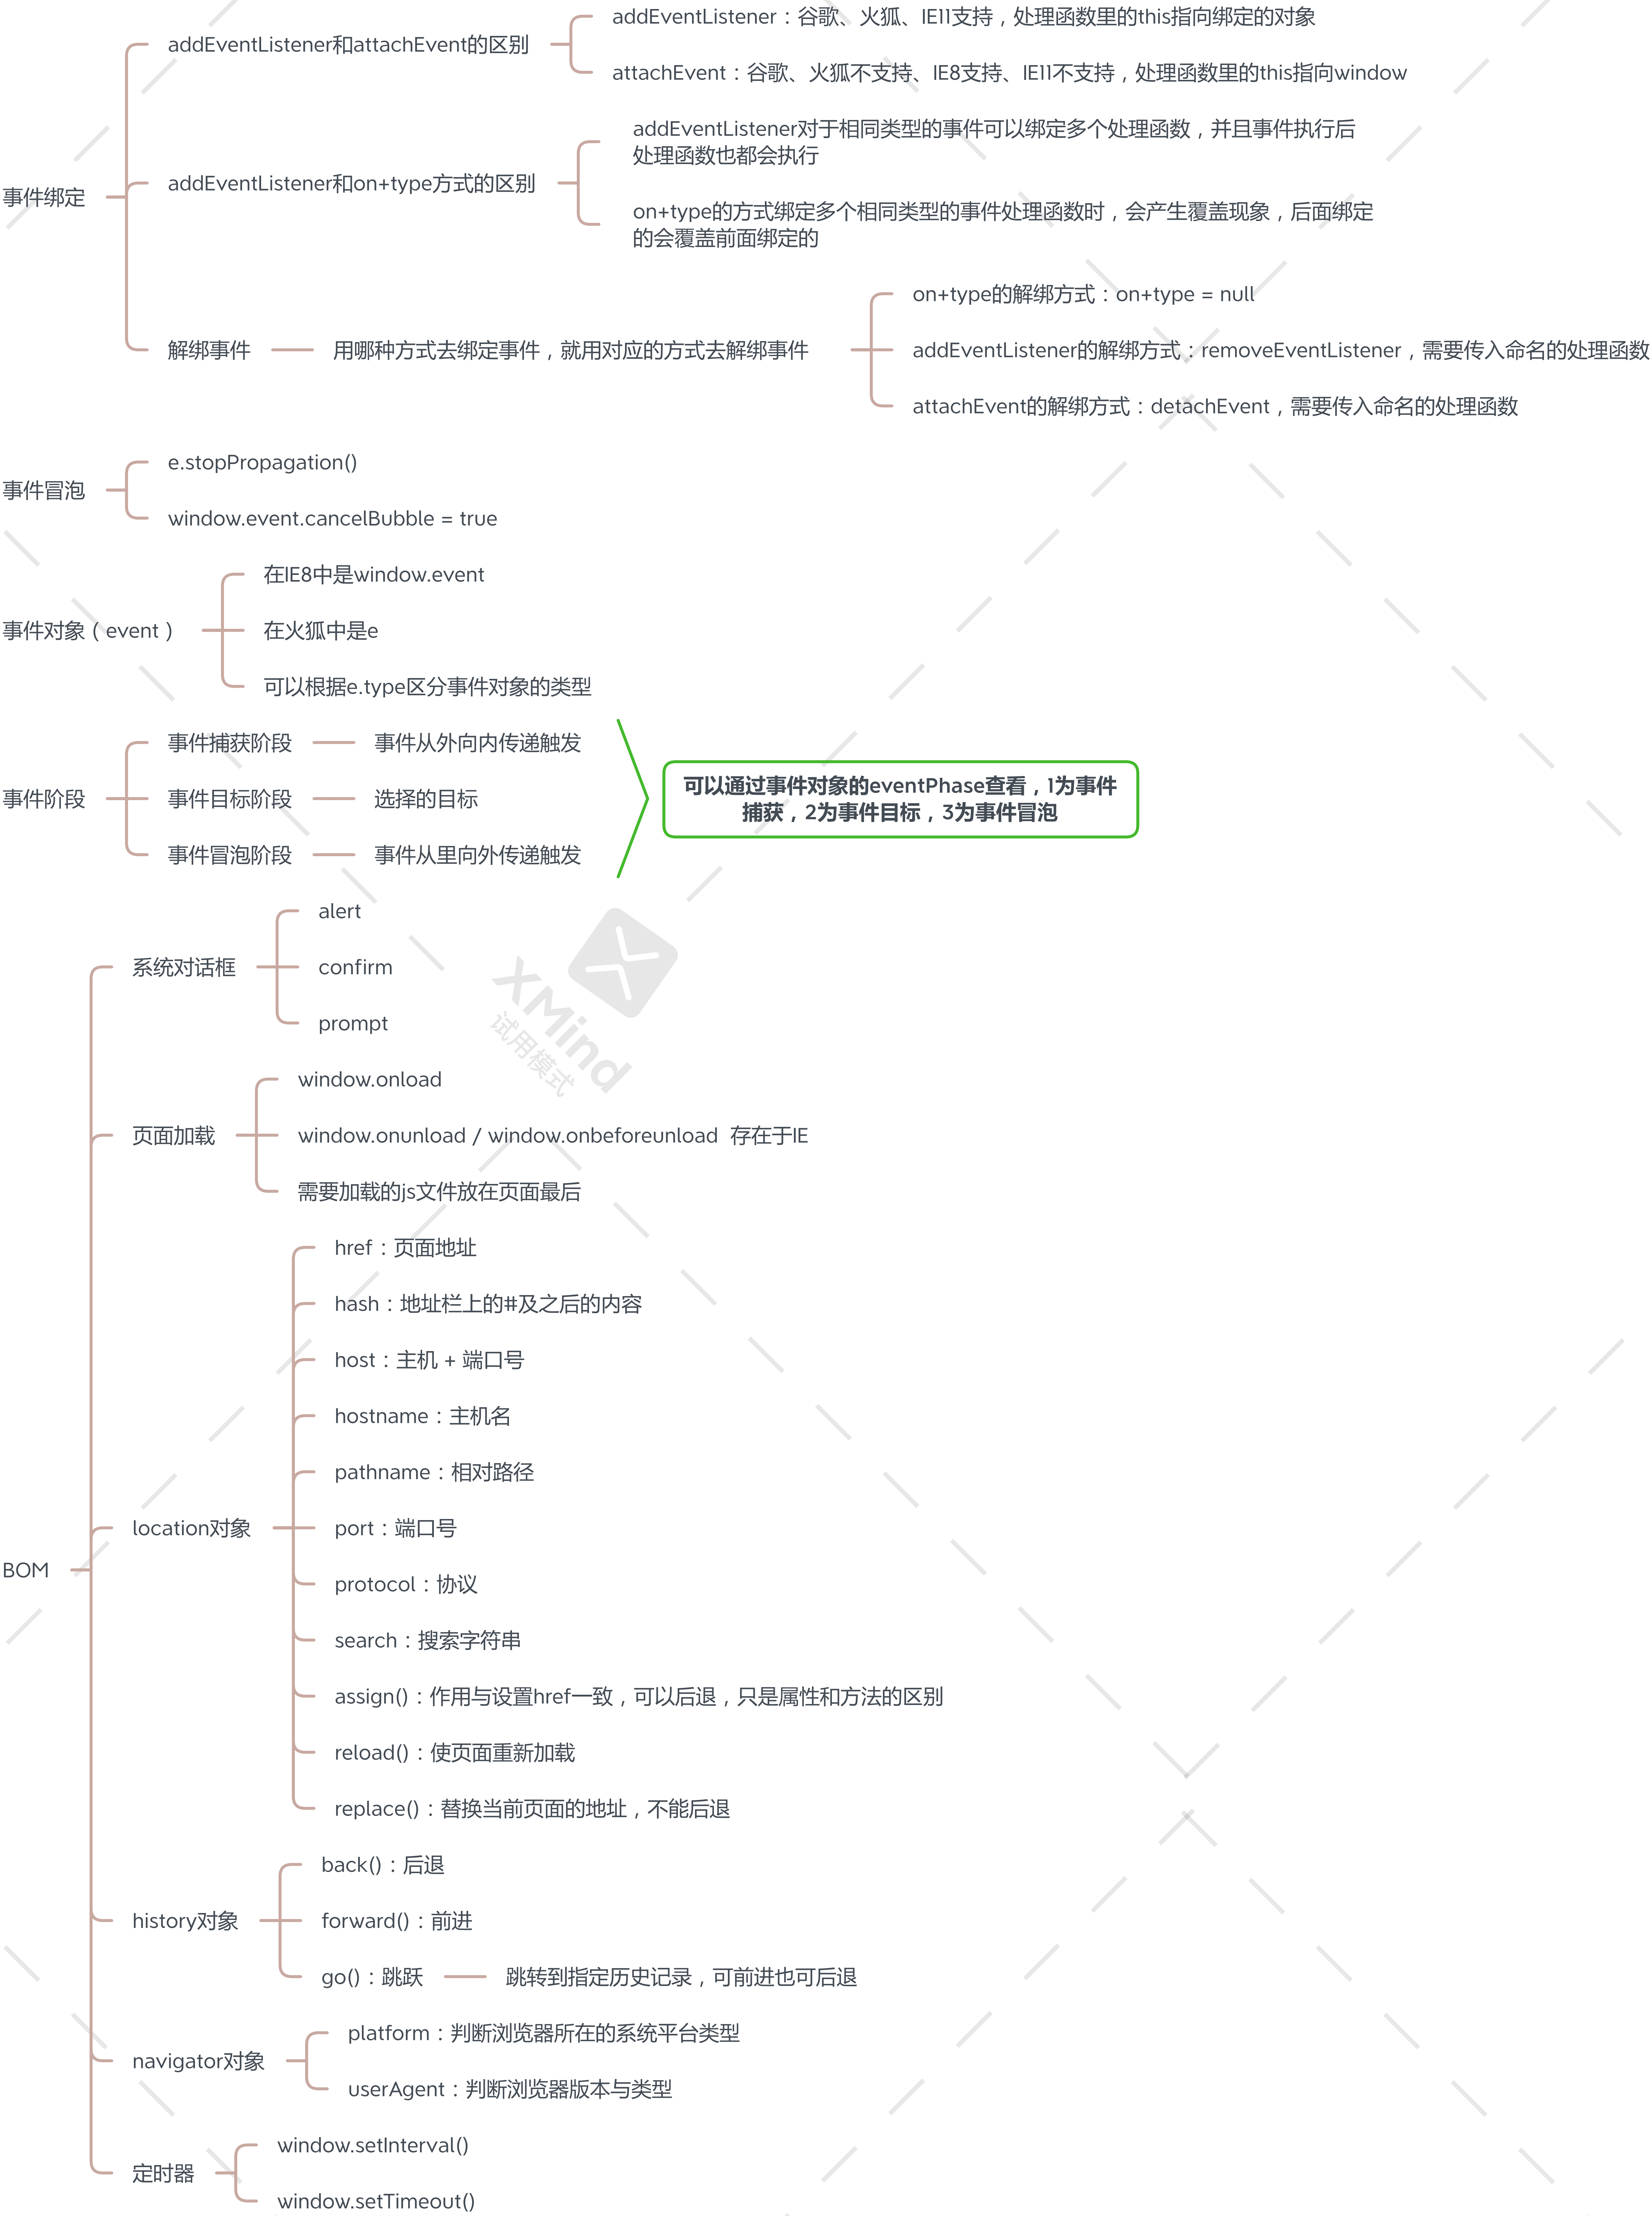 addEventListener：谷歌、火狐、IE11支持，处理函数里的this指向绑定的对象
addEventListener和attachEvent的区别
attachEvent：谷歌、火狐不支持、IE8支持、IE11不支持，处理函数里的this指向window
addEventListener对于相同类型的事件可以绑定多个处理函数，并且事件执行后
处理函数也都会执行
addEventListener和on+type方式的区别
事件绑定
on+type的方式绑定多个相同类型的事件处理函数时，会产生覆盖现象，后面绑定
的会覆盖前面绑定的
on+type的解绑方式：on+type = null
解绑事件
用哪种方式去绑定事件，就用对应的方式去解绑事件
addEventListener的解绑方式：removeEventListener，需要传入命名的处理函数
attachEvent的解绑方式：detachEvent，需要传入命名的处理函数
e.stopPropagation()
事件冒泡
window.event.cancelBubble = true
在IE8中是window.event
事件对象（event）
在火狐中是e
可以根据e.type区分事件对象的类型
事件捕获阶段
事件从外向内传递触发
事件阶段
事件目标阶段
选择的目标
可以通过事件对象的eventPhase查看，1为事件
捕获，2为事件目标，3为事件冒泡
事件冒泡阶段
事件从里向外传递触发
alert
系统对话框
confirm
prompt
XMind
试用模式
window.onload
页面加载
window.onunload / window.onbeforeunload 存在于IE
需要加载的js文件放在页面最后
href：页面地址
hash：地址栏上的#及之后的内容
host：主机 + 端口号
hostname：主机名
pathname：相对路径
location对象
port：端口号
BOM
protocol：协议
search：搜索字符串
assign()：作用与设置href一致，可以后退，只是属性和方法的区别
reload()：使页面重新加载
replace()：替换当前页面的地址，不能后退
back()：后退
history对象
forward()：前进
go()：跳跃
跳转到指定历史记录，可前进也可后退
platform：判断浏览器所在的系统平台类型
navigator对象
userAgent：判断浏览器版本与类型
window.setInterval()
定时器
window.setTimeout()